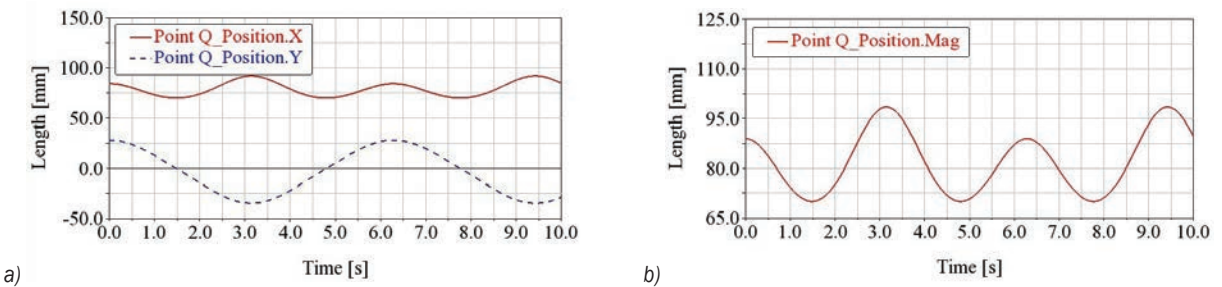 150.0
100.0
50.0
0.0
-50.0
Length [mm]
Point Q_Position.X
Point Q_Position.Y
0.0 1.0 2.0 3.0 4.0 5.0 6.0 7.0 8.0 9.0 10.0
Time [s]
a)
125.0
110.0
95.0
80.0
65.0
Length [mm]
Point Q_Position.Mag
0.0 1.0 2.0 3.0 4.0 5.0 6.0 7.0 8.0 9.0 10.0
Time [s]
b)